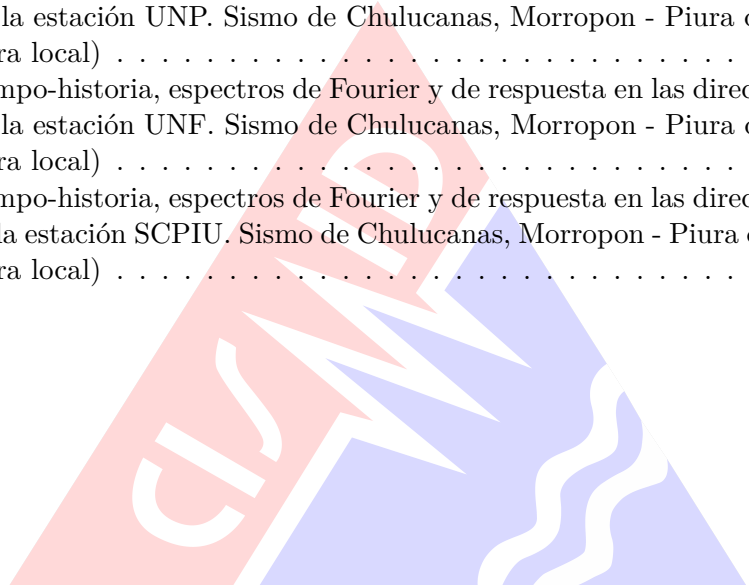 la estación UNP. Sismo de Chulucanas, Morropon - Piura
ra local) . . . . . . . . . . . . . . . . . . . . . . . . . . . . . . . . .
mpo-historia, espectros de Fourier y de respuesta en las direc
la estación UNF. Sismo de Chulucanas, Morropon - Piura
ra local) . . . . . . . . . . . . . . . . . . . . . . . . . . . . . . . . .
mpo-historia, espectros de Fourier y de respuesta en las direc
la estación SCPIU. Sismo de Chulucanas, Morropon - Piura
ra local) . . . . . . . . . . . . . . . . . . . . . . . . . . . . . . . . .
CISMID